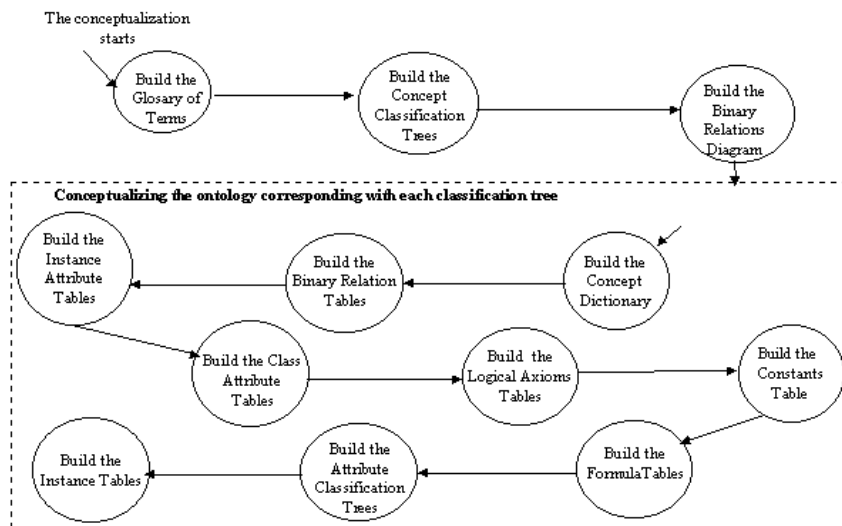 The conceptualization
starts
Build the
Glosary of
Terms
Build the
Concept
Classification
Trees
Build the
Binary
Relations
Diagram
Conceptualizing the ontology corresponding with each classification tree
Build the
Instance
Attribute
Tables
Build the
Binary Relation
Tables
Build the
Concept
Dictionary
Build the Class
Attribute
Tables
Build the
Logical Axioms
Tables
Build the
Constants
Table
Build the
Instance Tables
Build the
Attribute
Classification
Trees
Build the
FormulaTables